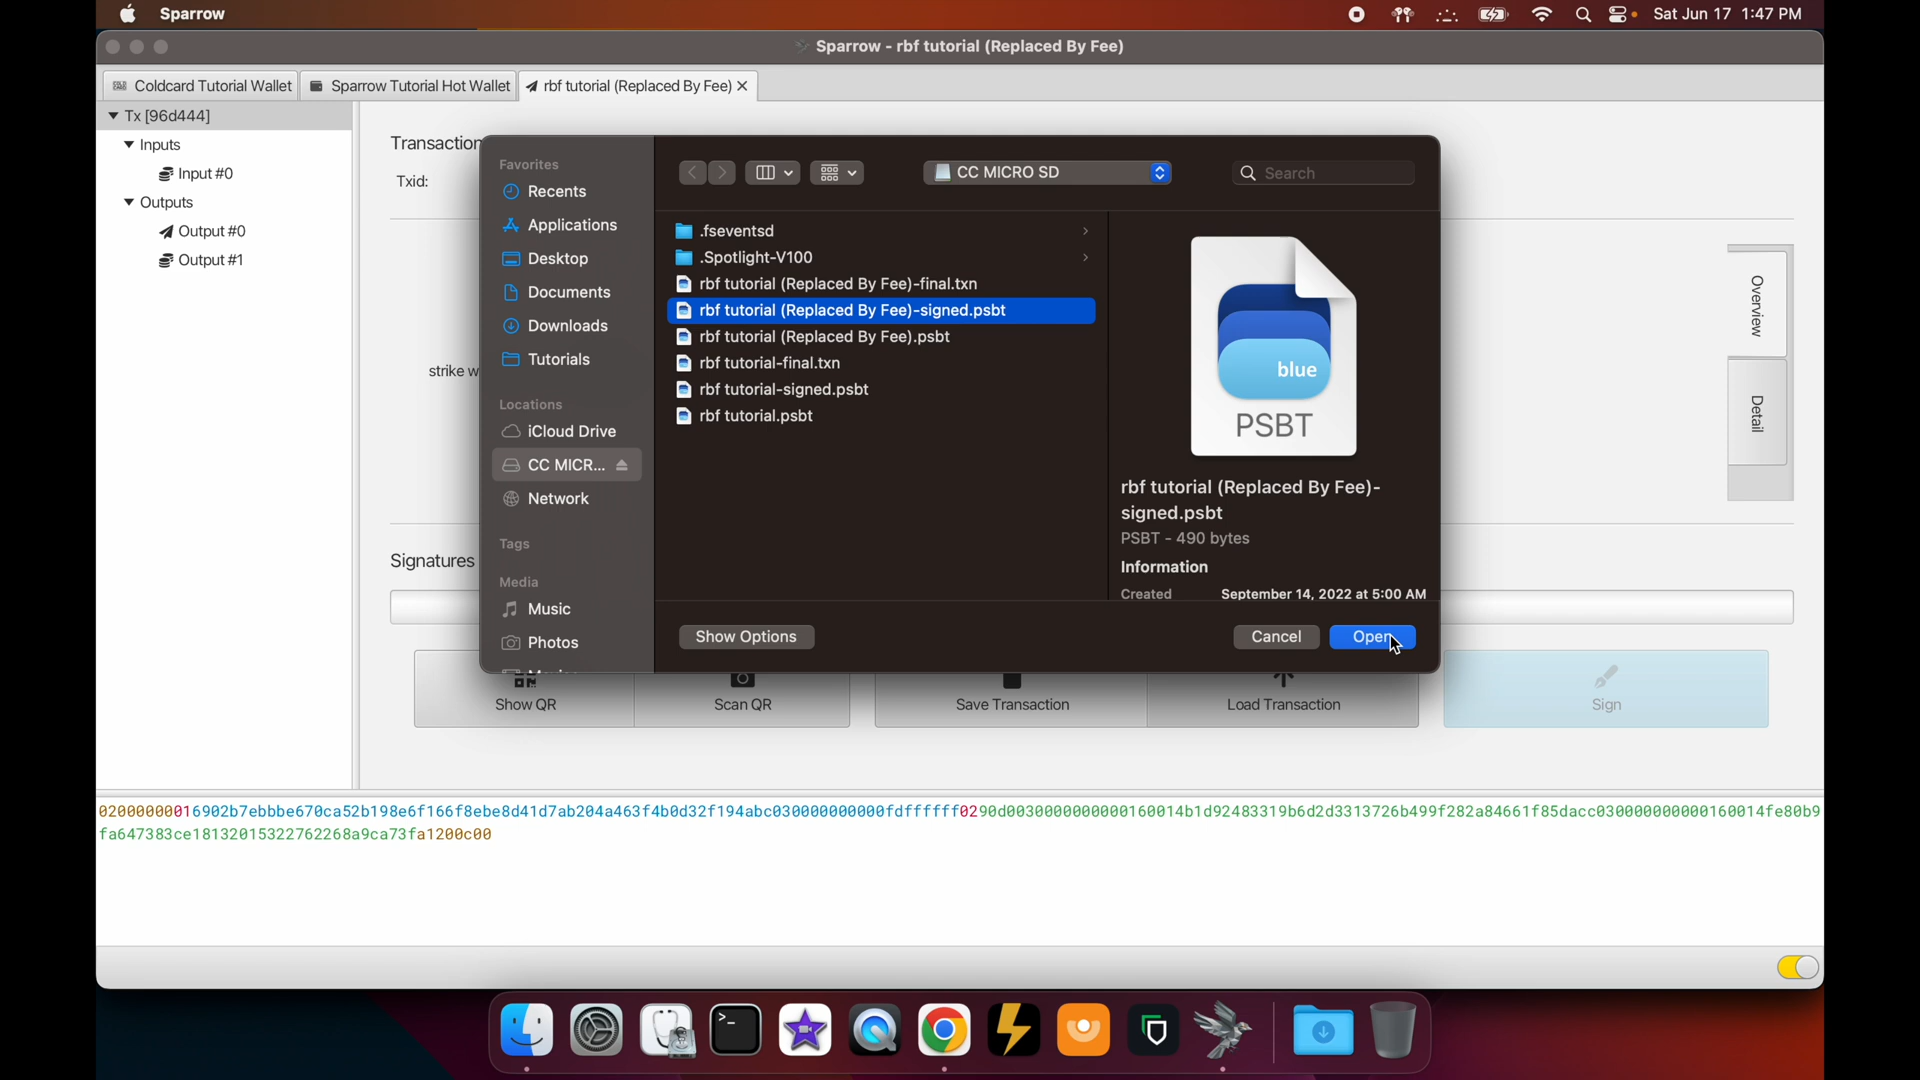 Sparrow
Sat Jun 17 1:47 PM
Sparrow - rbf tutorial (Replaced By Fee)
Coldcard Tutorial Wallet
Sparrow Tutorial Hot Wallet
rbf tutorial (Replaced By Fee)
Tx [96d444]
Inputs
Input #0
Outputs
Output #0
Output #1
Transaction
Txid:
strike w
Signatures
Favorites
Recents
Applications
Desktop
Documents
Downloads
Tutorials
Locations
iCloud Drive
CC MICR...
Network
Tags
Media
Music
Photos
CC MICRO SD
Search
.fseventsd
.Spotlight-V100
rbf tutorial (Replaced By Fee)-final.txn
rbf tutorial (Replaced By Fee)-signed.psbt
rbf tutorial (Replaced By Fee).psbt
rbf tutorial-final.txn
rbf tutorial-signed.psbt
rbf tutorial.psbt
blue
PSBT
rbf tutorial (Replaced By Fee)-
signed.psbt
PSBT - 490 bytes
Information
Created September 14, 2022 at 5:00 AM
Show Options
Cancel
Open
Overview
Detail
Show QR
Scan QR
Save Transaction
Load Transaction
Sign
02000000016902b7ebbbe670ca52b198e6f166f8ebe8d41d7ab204a463f4b0d32f194abc030000000000fdffffff0290d0030000000000160014b1d92483319b6d2d3313726b499f282a84661f85dacc030000000000160014fe80b9
fa647383ce18132015322762268a9ca73fa1200c00